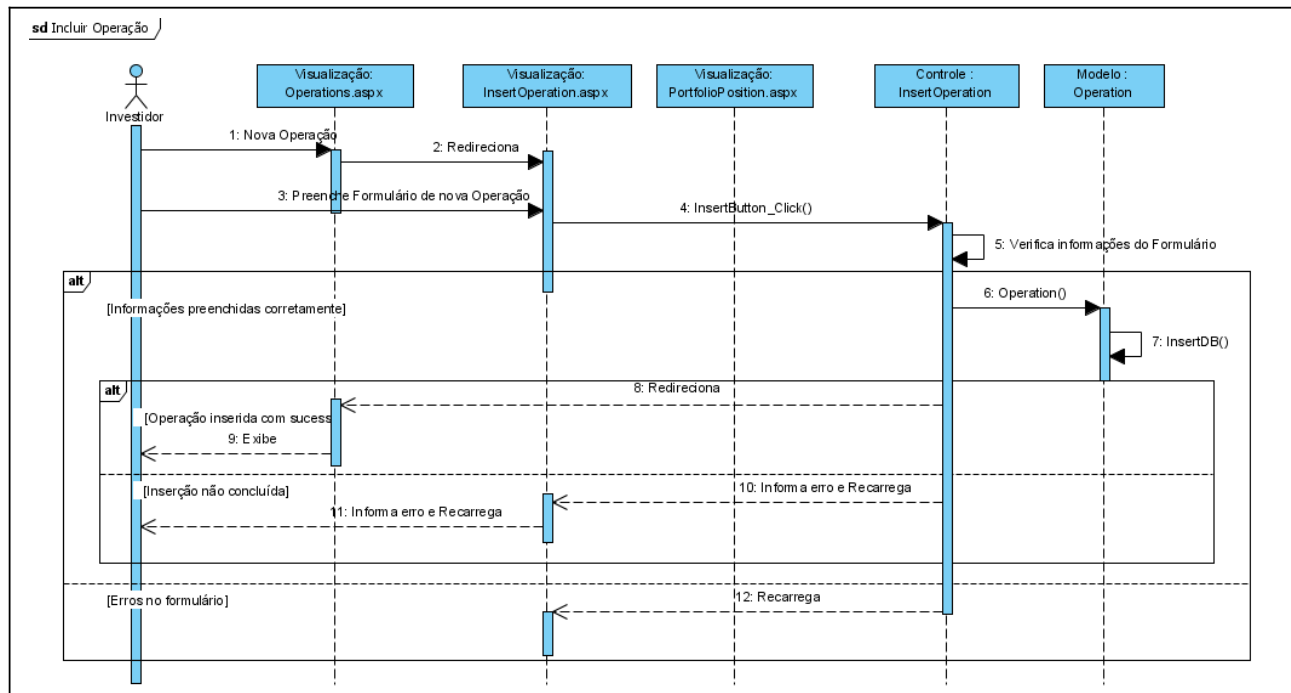 sd Incluir Operação
Visualização:
Operations.aspx
Visualização:
InsertOperation.aspx
Visualização:
PortfolioPosition.aspx
Controle :
InsertOperation
Modelo :
Operation
Investidor
1: Nova Operação
2: Redireciona
3: Preenche Formulário de nova Operação
4: InsertButton_Click()
5: Verifica informações do Formulário
alt
[Informações preenchidas corretamente]
6: Operation()
7: InsertDB()
alt
8: Redireciona
[Operação inserida com sucess
9: Exibe
[Inserção não concluída]
10: Informa erro e Recarrega
11: Informa erro e Recarrega
[Erros no formulário]
12: Recarrega